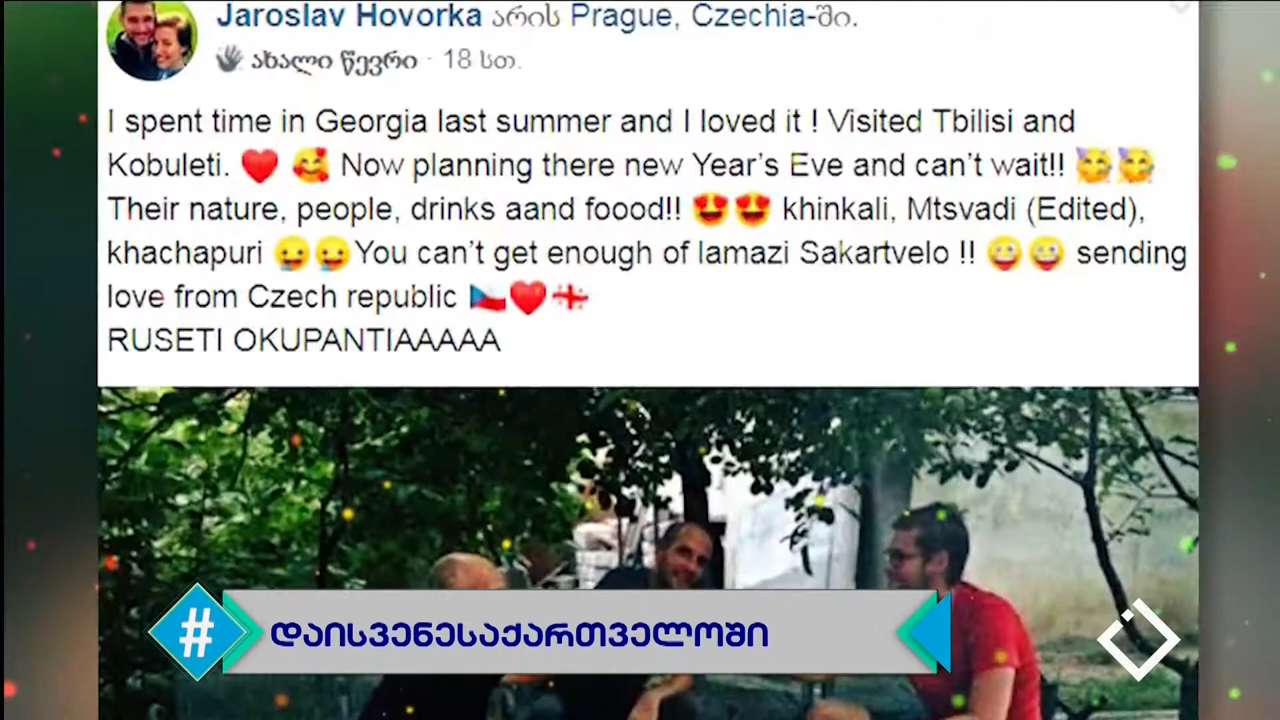 Jaroslav Hovorka არის Prague, Czechia-ში.
👋 ახალი წევრი · 18 სთ.
I spent time in Georgia last summer and I loved it ! Visited Tbilisi and
Kobuleti. ❤️ 🥰 Now planning there new Year’s Eve and can’t wait!! 🥳🥳
Their nature, people, drinks aand foood!! 😍😍 khinkali, Mtsvadi (Edited),
khachapuri 😋😋 You can’t get enough of lamazi Sakartvelo !! 😀😀 sending
love from Czech republic 🇨🇿❤️🇬🇪
RUSETI OKUPANTIAAAAA
# დაისვენესაქართველოში